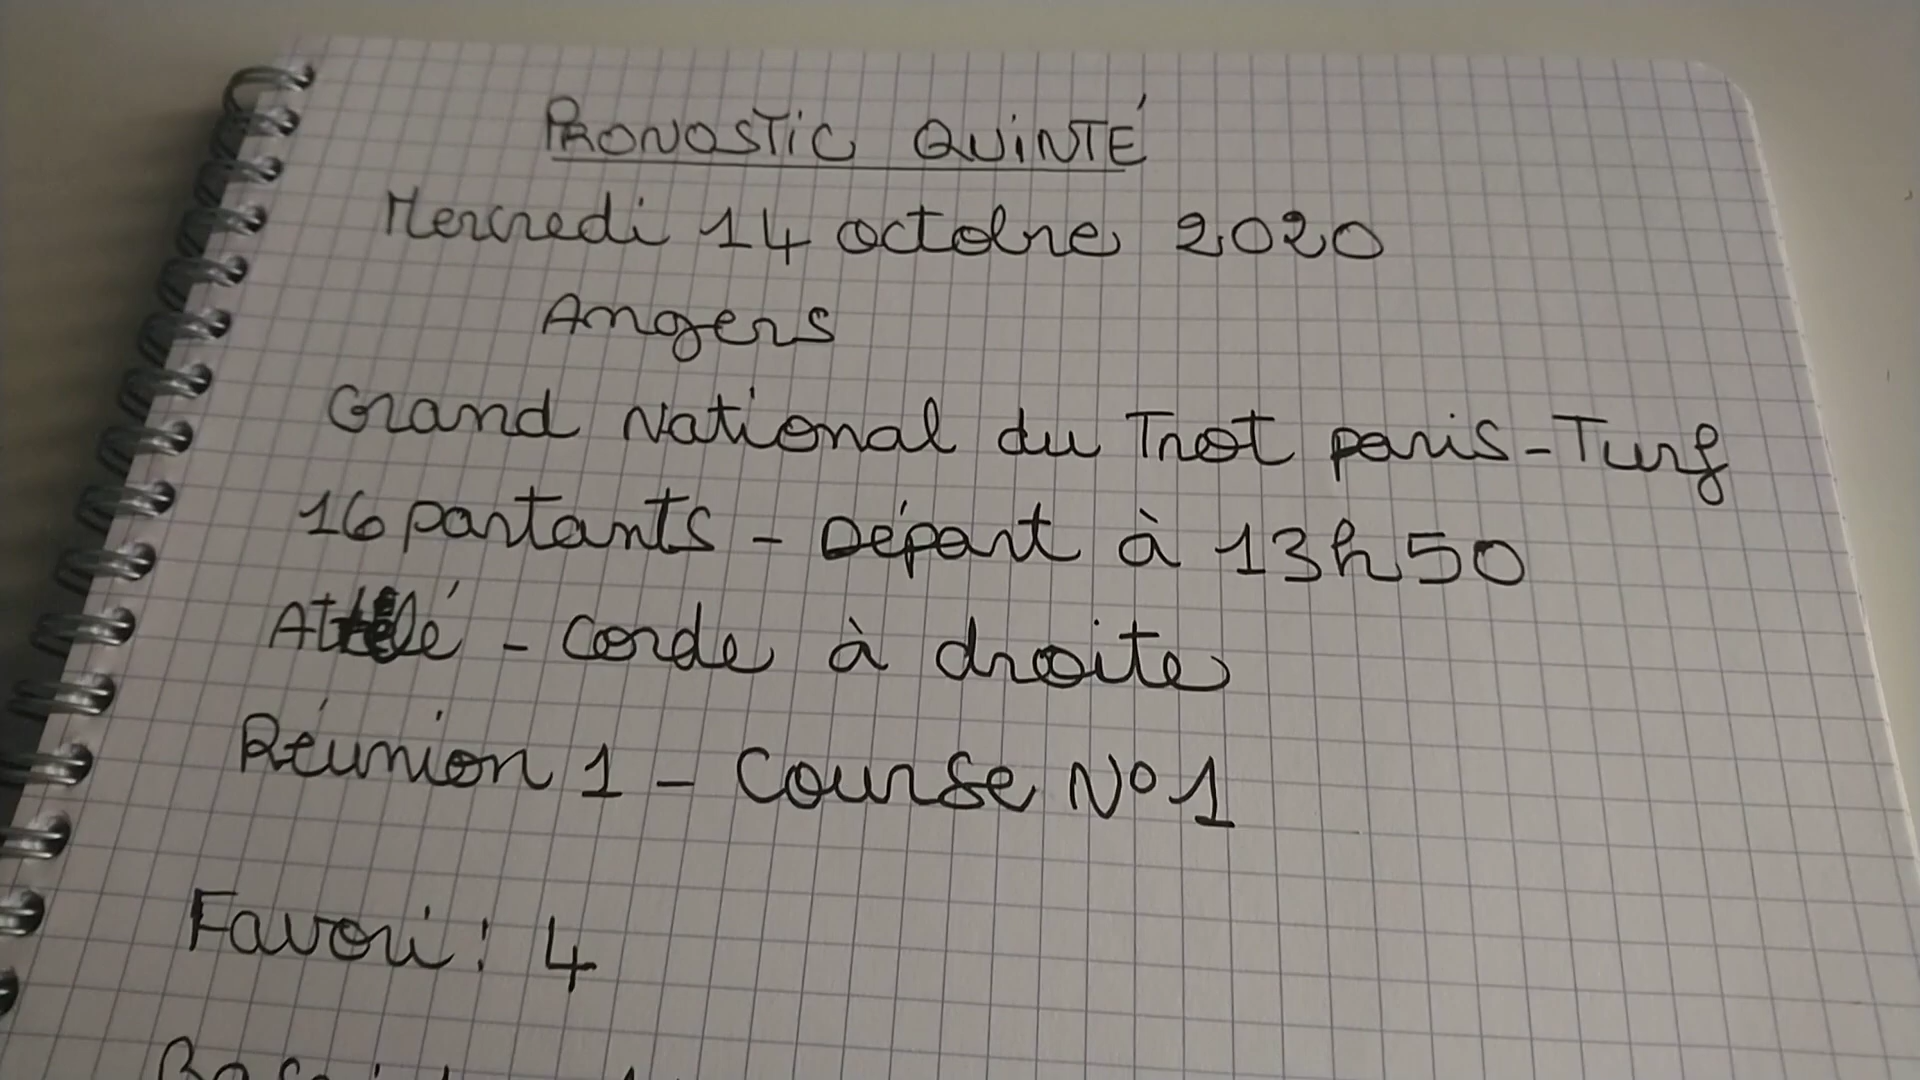 PRONOSTIC QUINTÉ
Mercredi 14 octobre 2020
Angers
Grand National du Trot paris-Turf
16 partants - Départ à 13h50
Attelé - Corde à droite
Réunion 1 - Course N°1
Favori : 4